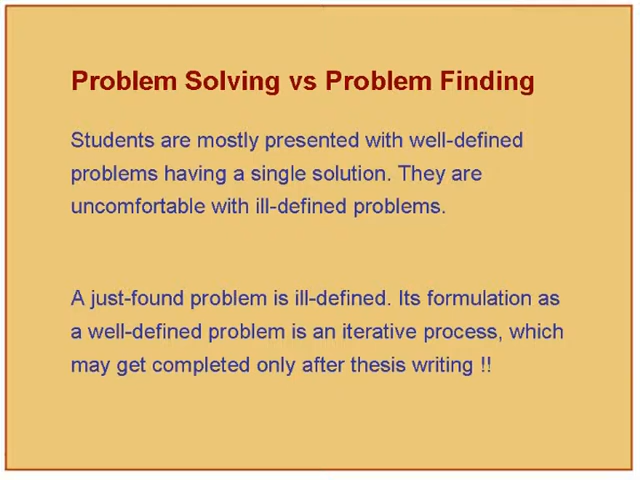 Problem Solving vs Problem Finding
Students are mostly presented with well-defined
problems having a single solution. They are
uncomfortable with ill-defined problems.
A just-found problem is ill-defined. Its formulation as
a well-defined problem is an iterative process, which
may get completed only after thesis writing !!